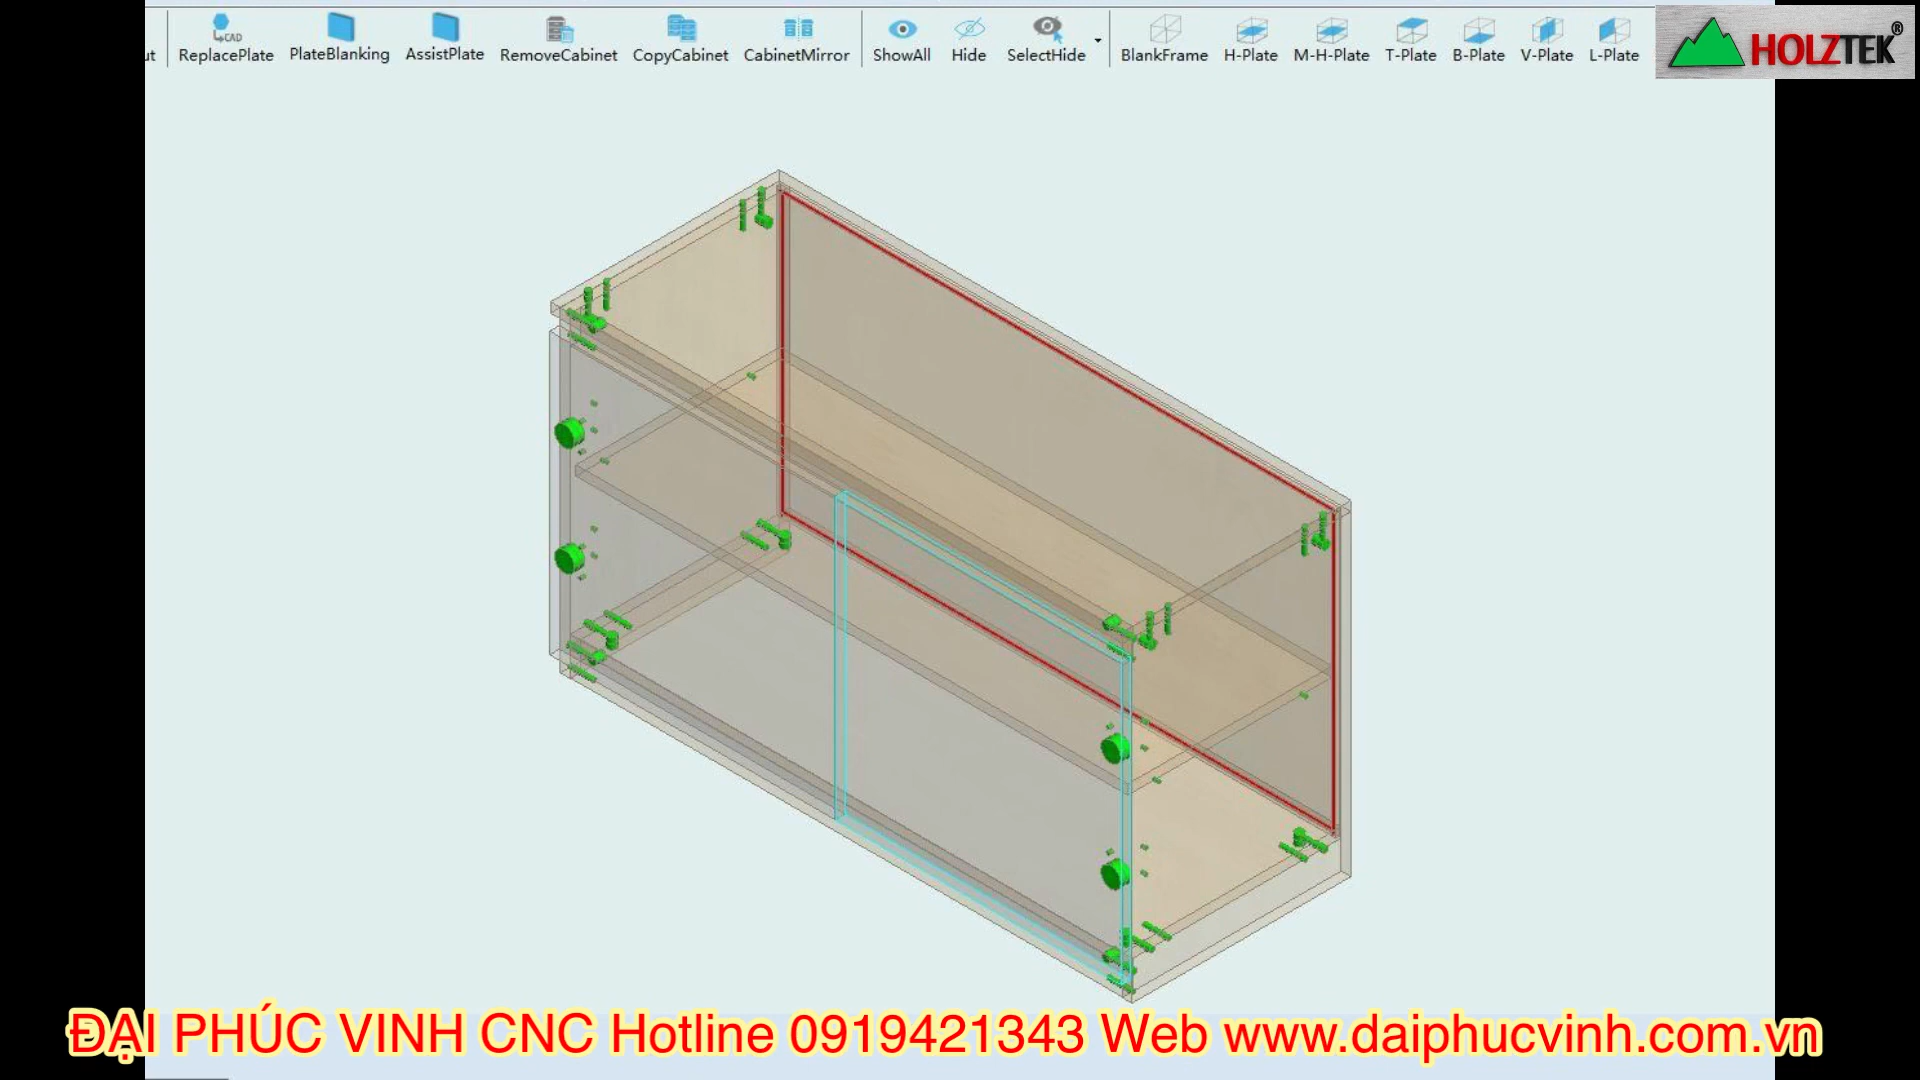 ut ReplacePlate PlateBlanking AssistPlate RemoveCabinet CopyCabinet CabinetMirror ShowAll Hide SelectHide BlankFrame H-Plate M-H-Plate T-Plate B-Plate V-Plate L-Plate
CAD
HOLZTEK®
ĐẠI PHÚC VINH CNC Hotline 0919421343 Web www.daiphucvinh.com.vn